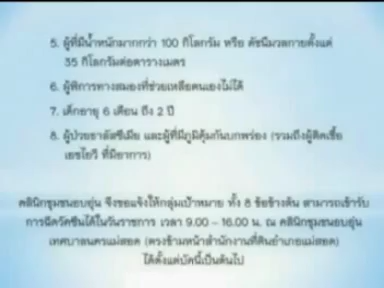 5. ผู้ที่มีน้ำหนักมากกว่า 100 กิโลกรัม หรือ ดัชนีมวลกายตั้งแต่
35 กิโลกรัมต่อตารางเมตร
6. ผู้พิการทางสมองที่ช่วยเหลือตนเองไม่ได้
7. เด็กอายุ 6 เดือน ถึง 2 ปี
8. ผู้ป่วยธาลัสซีเมีย และผู้ที่มีภูมิคุ้มกันบกพร่อง (รวมถึงผู้ติดเชื้อ
เอชไอวี ที่มีอาการ)
คลินิกชุมชนอบอุ่น จึงขอแจ้งให้กลุ่มเป้าหมาย ทั้ง 8 ข้อข้างต้น สามารถเข้ารับ
การฉีดวัคซีนได้ในวันราชการ เวลา 9.00 - 16.00 น. ณ คลินิกชุมชนอบอุ่น
เทศบาลนครแม่สอด (ตรงข้ามหน้าสำนักงานที่ดินอำเภอแม่สอด)
ได้ตั้งแต่บัดนี้เป็นต้นไป